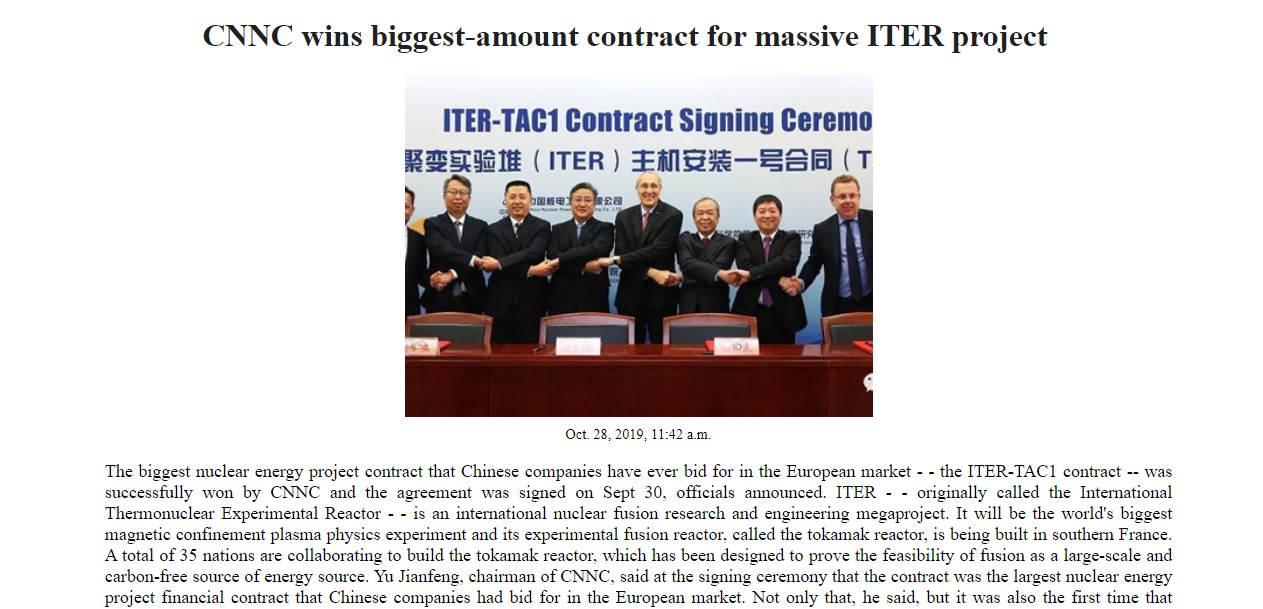 CNNC wins biggest-amount contract for massive ITER project
ITER-TAC1 Contract Signing Ceremo
聚变实验堆（ITER）主机安装一号合同（T
中国核电工 限公司
Oct. 28, 2019, 11:42 a.m.
The biggest nuclear energy project contract that Chinese companies have ever bid for in the European market - - the ITER-TAC1 contract -- was
successfully won by CNNC and the agreement was signed on Sept 30, officials announced. ITER - - originally called the International
Thermonuclear Experimental Reactor - - is an international nuclear fusion research and engineering megaproject. It will be the world's biggest
magnetic confinement plasma physics experiment and its experimental fusion reactor, called the tokamak reactor, is being built in southern France.
A total of 35 nations are collaborating to build the tokamak reactor, which has been designed to prove the feasibility of fusion as a large-scale and
carbon-free source of energy source. Yu Jianfeng, chairman of CNNC, said at the signing ceremony that the contract was the largest nuclear energy
project financial contract that Chinese companies had bid for in the European market. Not only that, he said, but it was also the first time that